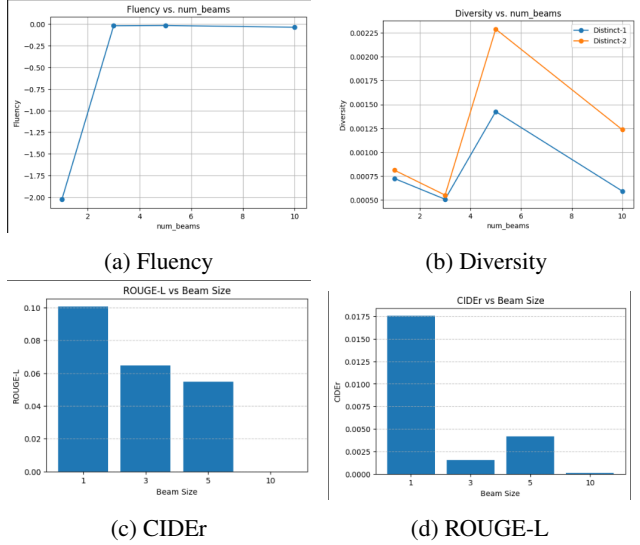 Fluency vs. num_beams
0.00
−0.25
−0.50
−0.75
−1.00
−1.25
−1.50
−1.75
−2.00
Fluency
2
4
6
8
10
num_beams
(a) Fluency
Diversity vs. num_beams
Distinct-1
Distinct-2
0.00225
0.00200
0.00175
0.00150
0.00125
0.00100
0.00075
0.00050
Diversity
2
4
6
8
10
num_beams
(b) Diversity
ROUGE-L vs Beam Size
0.10
0.08
0.06
0.04
0.02
0.00
ROUGE-L
1
3
5
10
Beam Size
(c) CIDEr
CIDEr vs Beam Size
0.0175
0.0150
0.0125
0.0100
0.0075
0.0050
0.0025
0.0000
CIDEr
1
3
5
10
Beam Size
(d) ROUGE-L